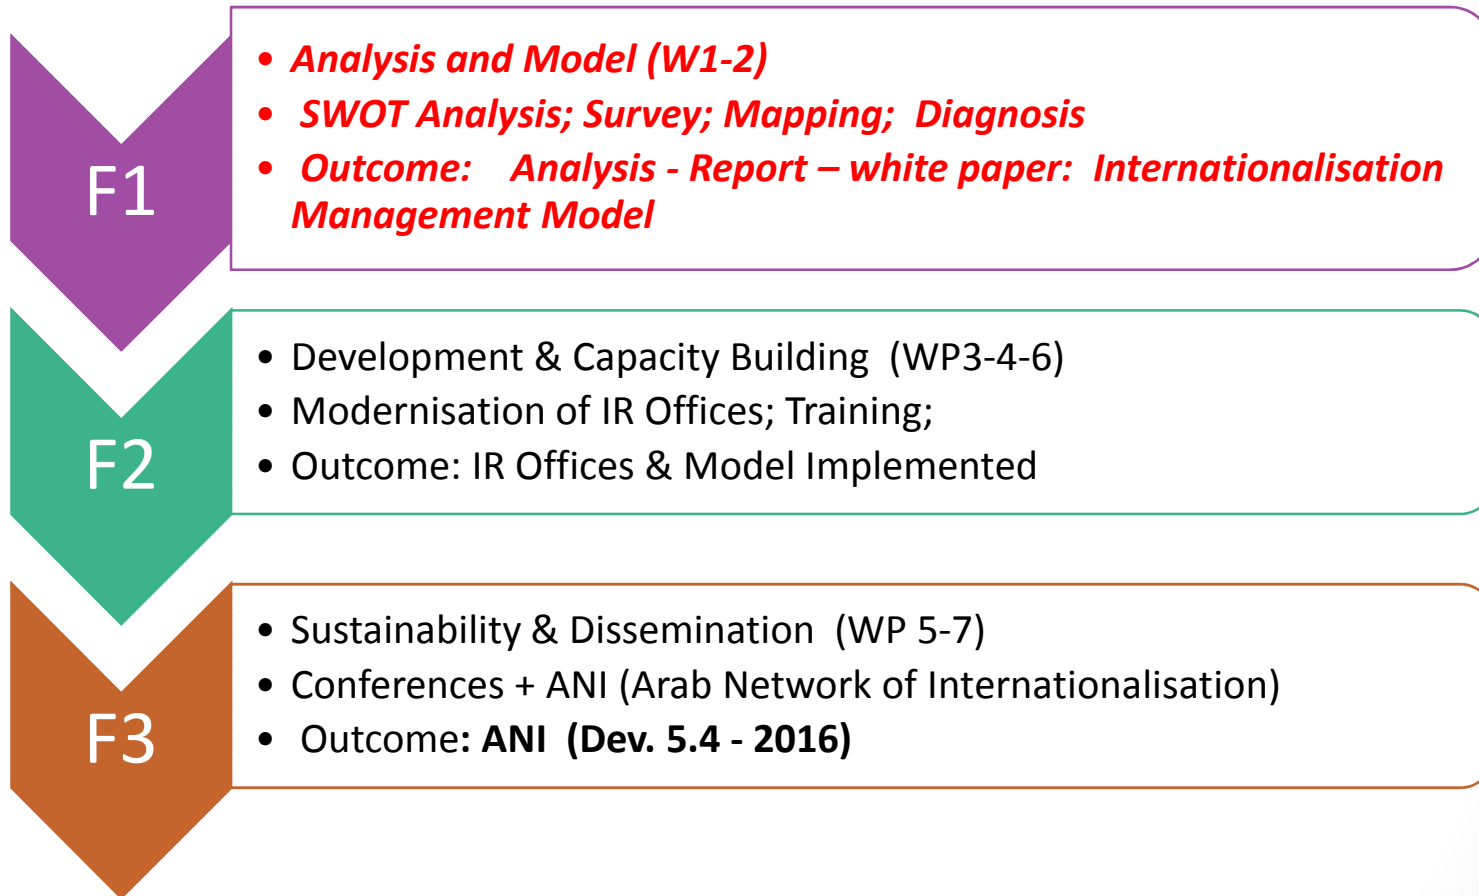 F1
• Analysis and Model (W1-2)
• SWOT Analysis; Survey; Mapping; Diagnosis
• Outcome: Analysis - Report – white paper: Internationalisation
Management Model
F2
• Development & Capacity Building (WP3-4-6)
• Modernisation of IR Offices; Training;
• Outcome: IR Offices & Model Implemented
F3
• Sustainability & Dissemination (WP 5-7)
• Conferences + ANI (Arab Network of Internationalisation)
• Outcome: ANI (Dev. 5.4 - 2016)